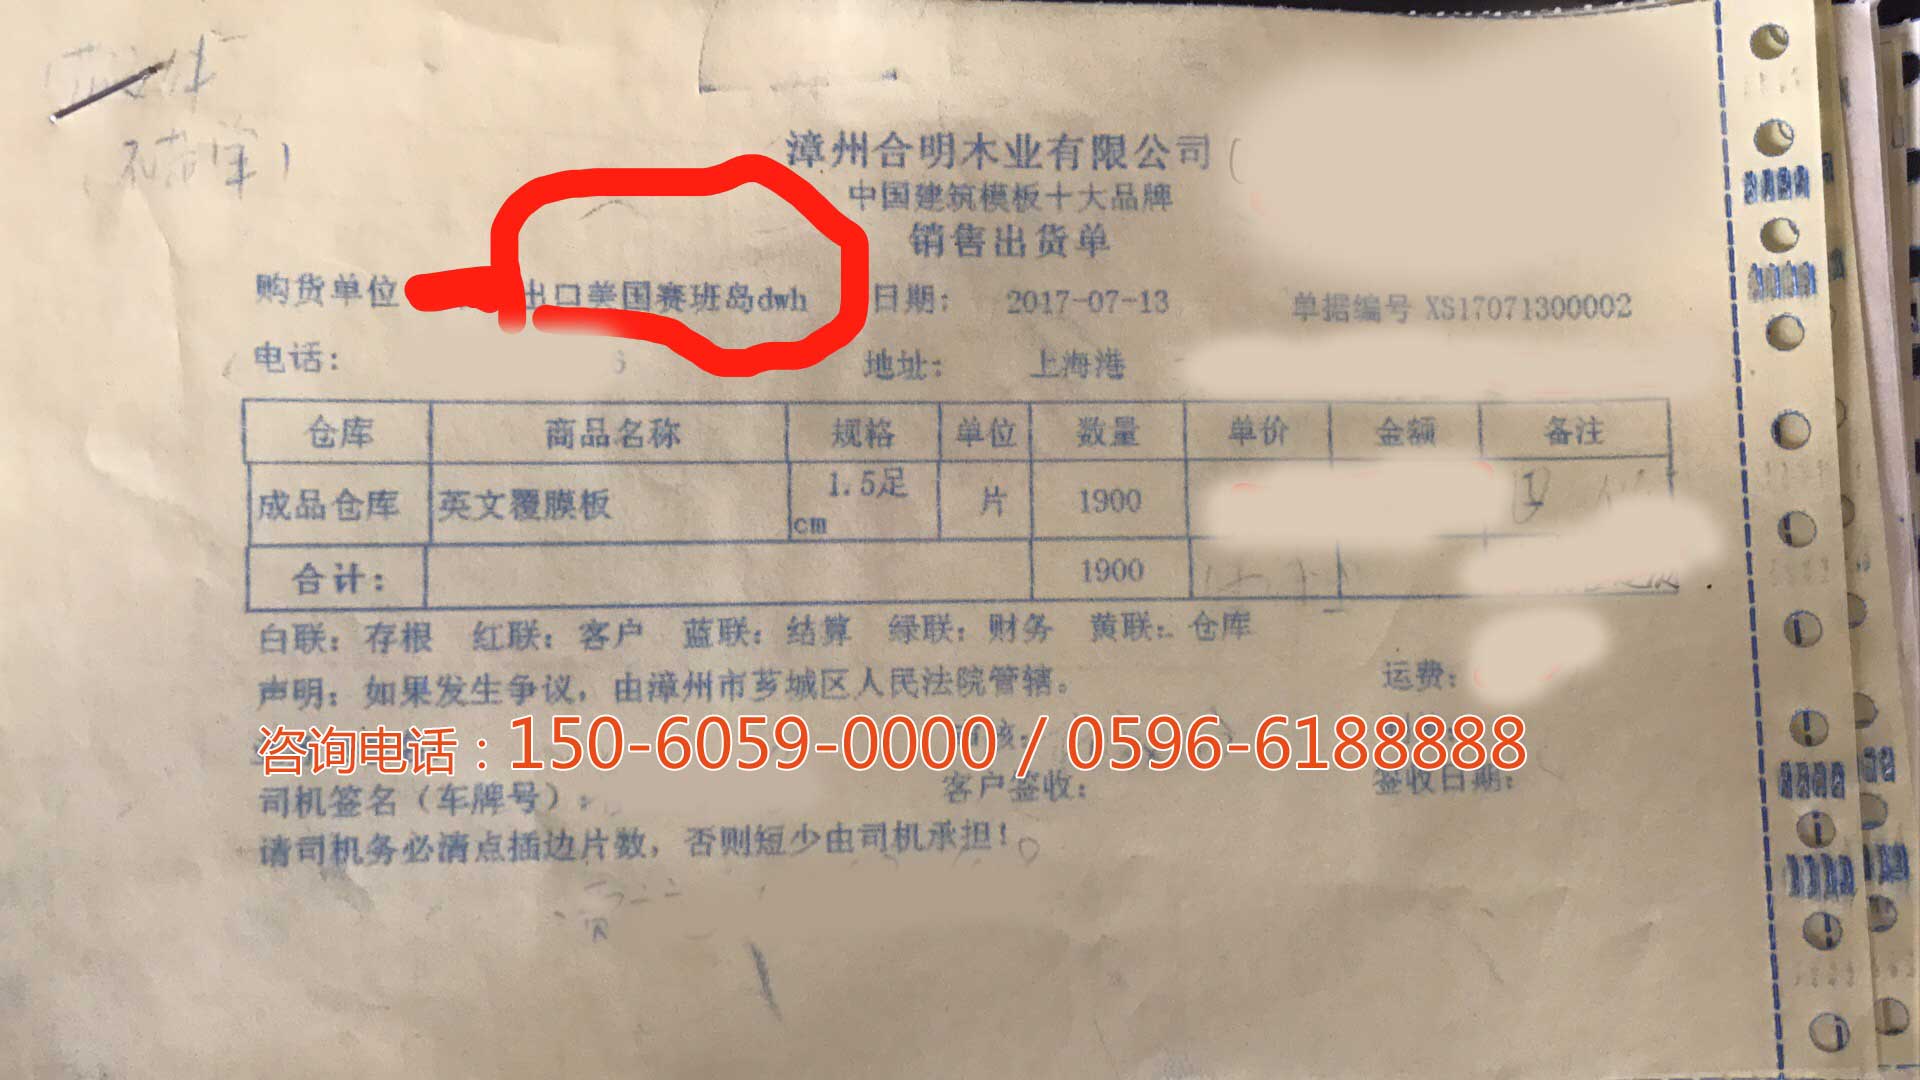 漳州合明木业有限公司
中国建筑模板十大品牌
销售出货单
购货单位 出口美国赛班岛dwh 日期: 2017-07-13 单据编号 XS17071300002
电话: 6 地址: 上海港
仓库 商品名称 规格 单位 数量 单价 金额 备注
成品仓库 英文覆膜板 1.5足cm 片 1900
合计: 1900
白联: 存根 红联: 客户 蓝联: 结算 绿联: 财务 黄联: 仓库
声明: 如果发生争议, 由漳州市芗城区人民法院管辖。 运费:
咨询电话：150-6059-0000 / 0596-6188888
司机签名（车牌号）: 客户签收: 签收日期:
请司机务必清点插边片数, 否则短少由司机承担!